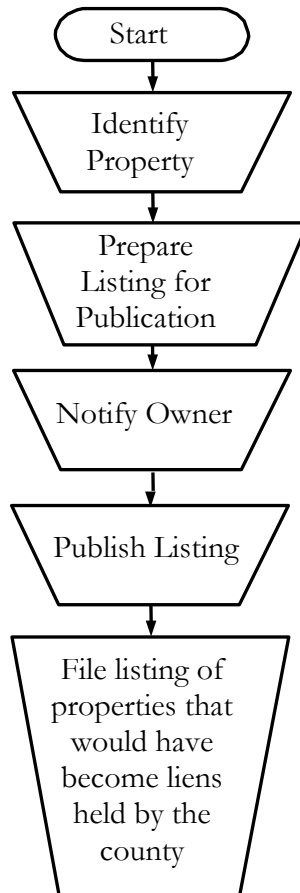 Start
Identify
Property
Prepare
Listing for
Publication
Notify Owner
Publish Listing
File listing of
properties that
would have
become liens
held by the
county